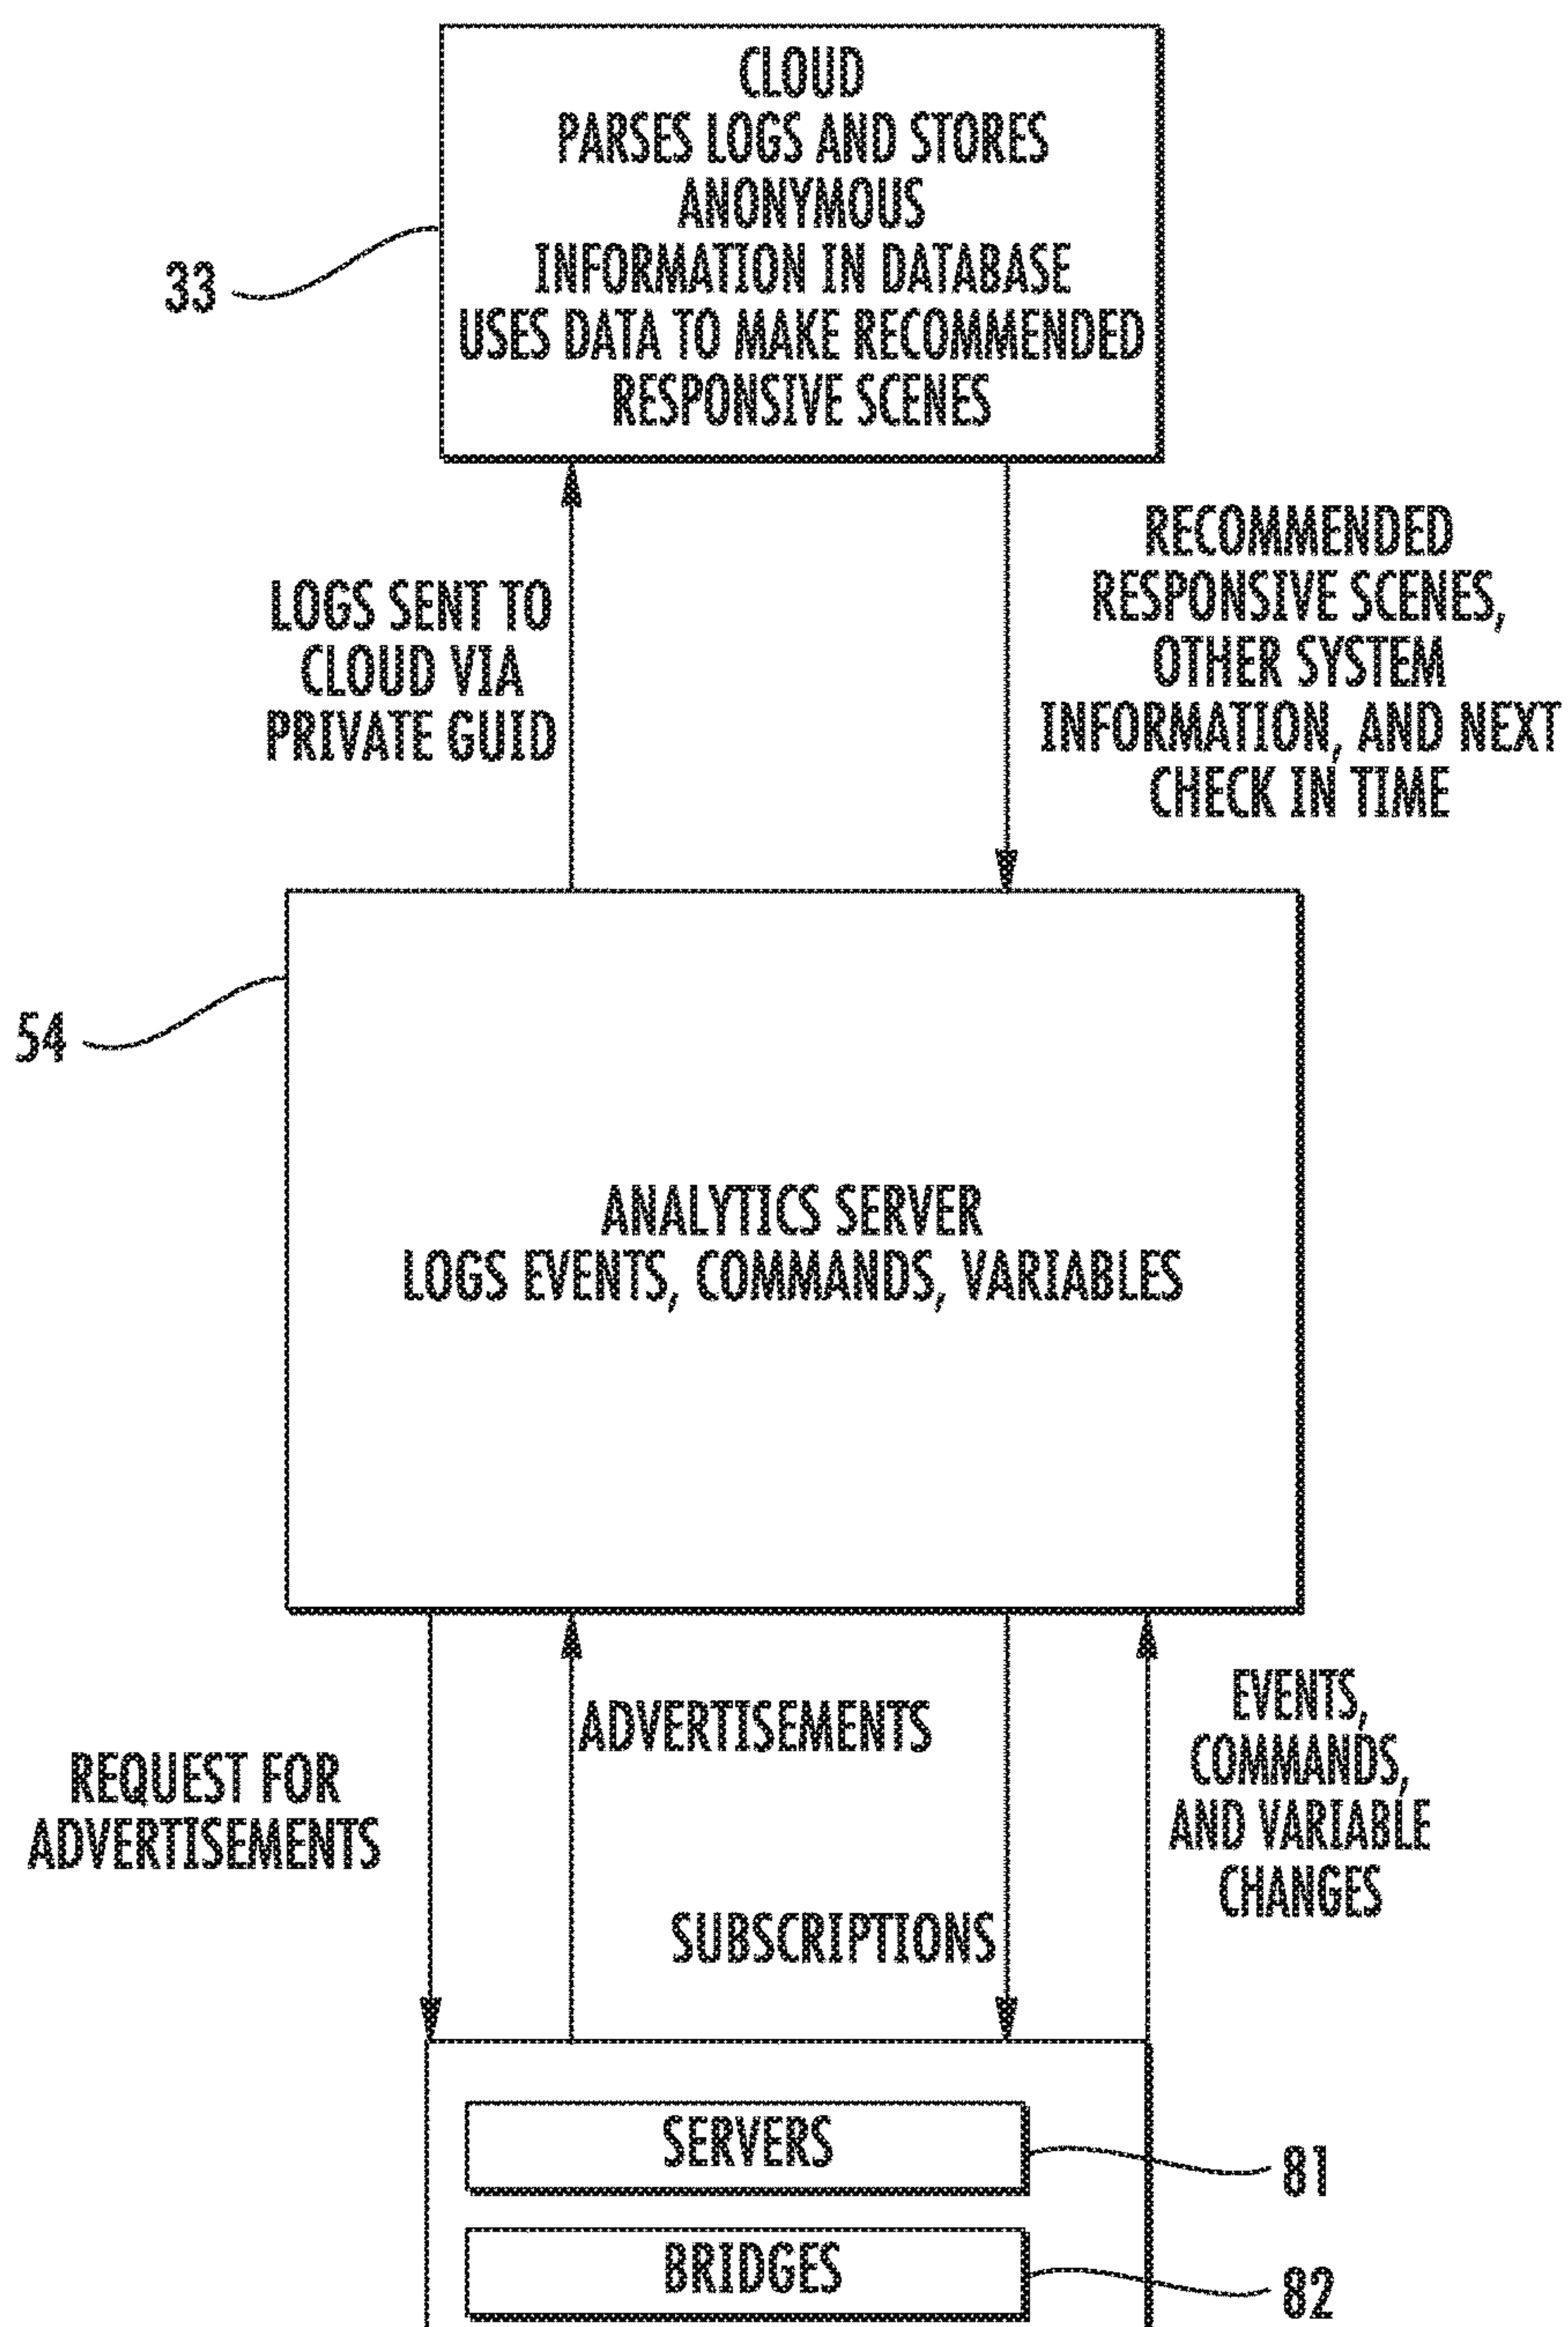 CLOUD
PARSES LOGS AND STORES
ANONYMOUS
INFORMATION IN DATABASE
USES DATA TO MAKE RECOMMENDED
RESPONSIVE SCENES
33
LOGS SENT TO
CLOUD VIA
PRIVATE GUID
RECOMMENDED
RESPONSIVE SCENES,
OTHER SYSTEM
INFORMATION, AND NEXT
CHECK IN TIME
54
ANALYTICS SERVER
LOGS EVENTS, COMMANDS, VARIABLES
REQUEST FOR
ADVERTISEMENTS
ADVERTISEMENTS
SUBSCRIPTIONS
EVENTS,
COMMANDS,
AND VARIABLE
CHANGES
SERVERS
81
BRIDGES
82